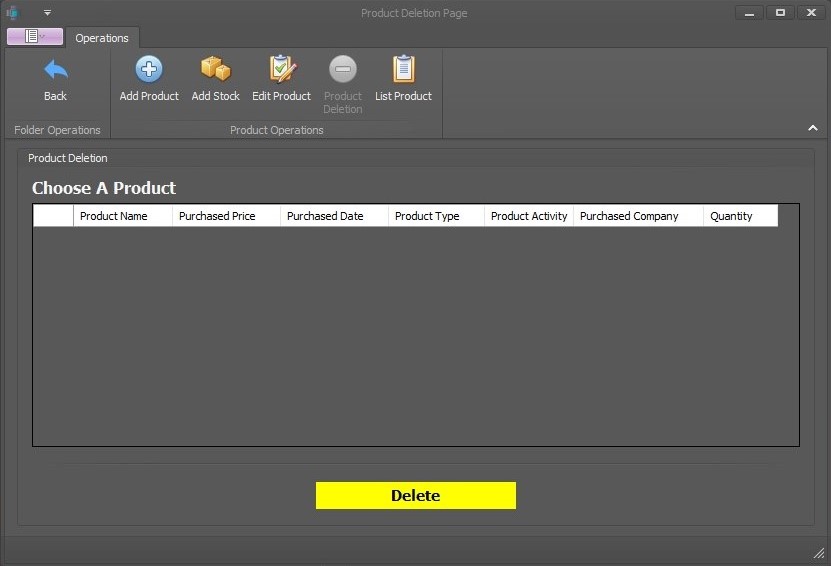 Product Deletion Page
Operations
Back
Add Product
Add Stock
Edit Product
Product
Deletion
List Product
Folder Operations
Product Operations
Product Deletion
Choose A Product
Product Name Purchased Price Purchased Date Product Type Product Activity Purchased Company Quantity
Delete